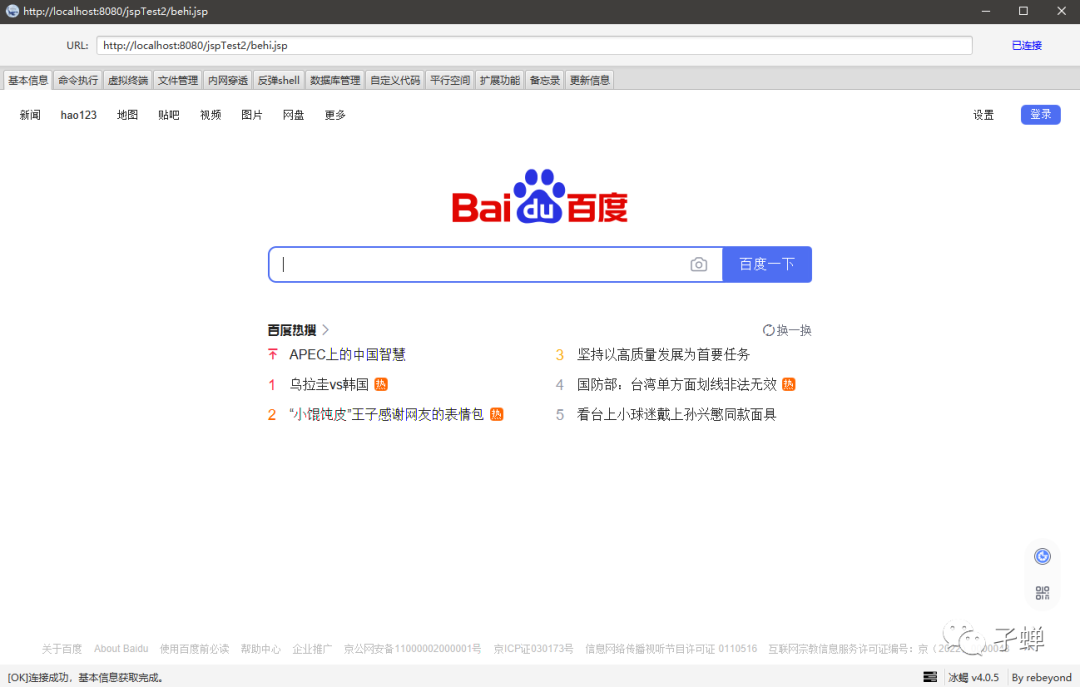 http://localhost:8080/jspTest2/behi.jsp
URL: http://localhost:8080/jspTest2/behi.jsp 已连接
基本信息 命令执行 虚拟终端 文件管理 内网穿透 反弹shell 数据库管理 自定义代码 平行空间 扩展功能 备忘录 更新信息
新闻 hao123 地图 贴吧 视频 图片 网盘 更多 设置 登录
Bai du 百度
百度一下
百度热搜 换一换
APEC上的中国智慧 3 坚持以高质量发展为首要任务
1 乌拉圭vs韩国 热 4 国防部：台湾单方面划线非法无效 热
2 “小馄饨皮”王子感谢网友的表情包 热 5 看台上小球迷戴上孙兴慜同款面具
关于百度 About Baidu 使用百度前必读 帮助中心 企业推广 京公网安备11000002000001号 京ICP证030173号 信息网络传播视听节目许可证 0110516 互联网宗教信息服务许可证编号：京（2022
子蝉
[OK]连接成功，基本信息获取完成。 冰蝎 v4.0.5 By rebeyond